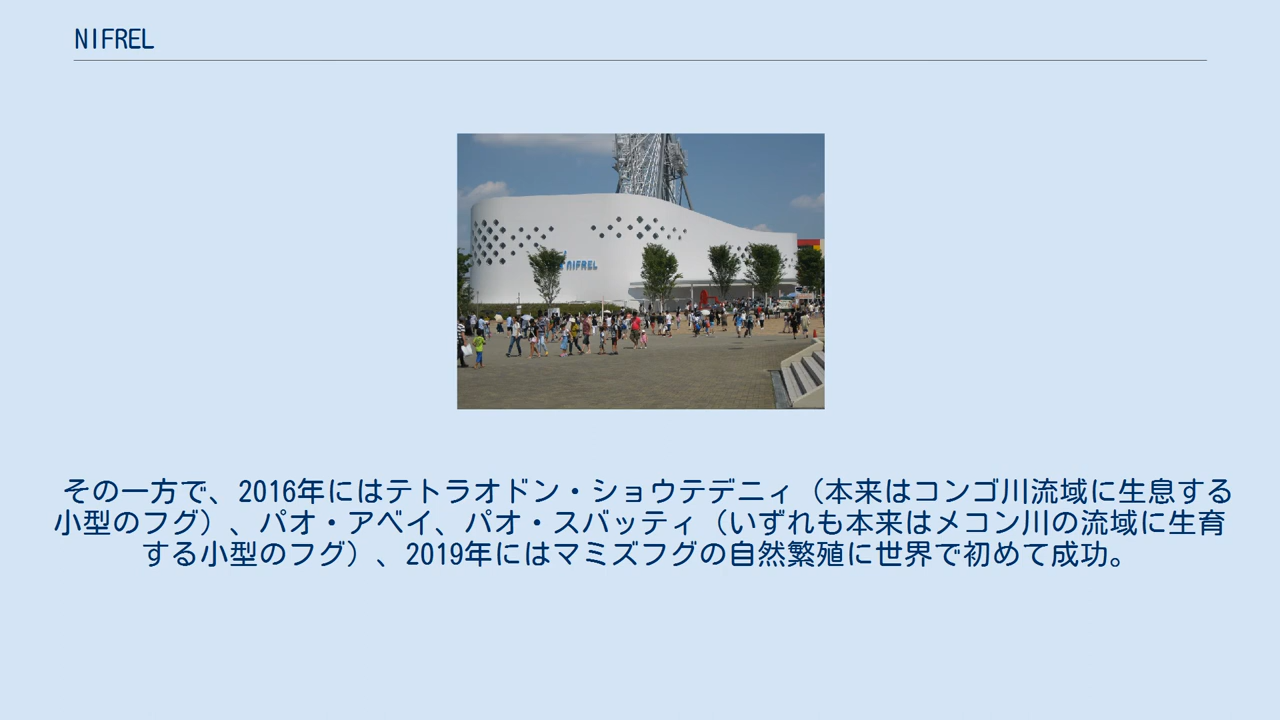 NIFREL
NIFREL
その一方で、2016年にはテトラオドン・ショウテデニィ（本来はコンゴ川流域に生息する
小型のフグ）、パオ・アベイ、パオ・スバッティ（いずれも本来はメコン川の流域に生育
する小型のフグ）、2019年にはマミズフグの自然繁殖に世界で初めて成功。